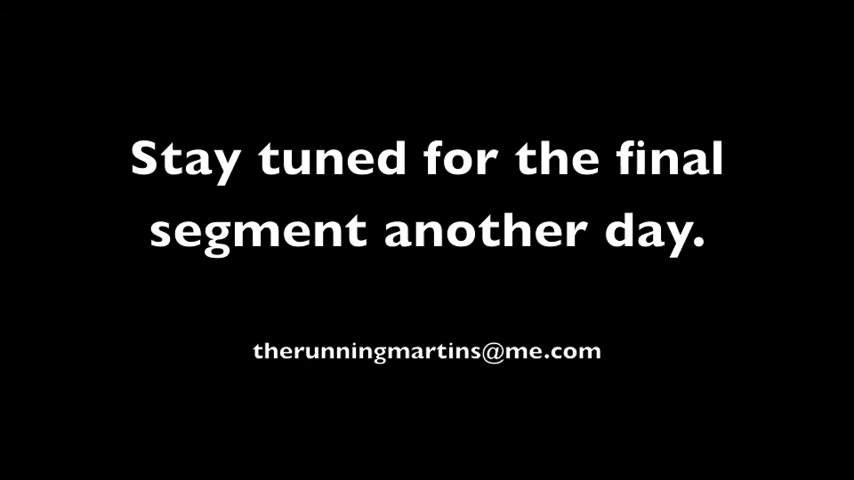 Stay tuned for the final
segment another day.
therunningmartins@me.com